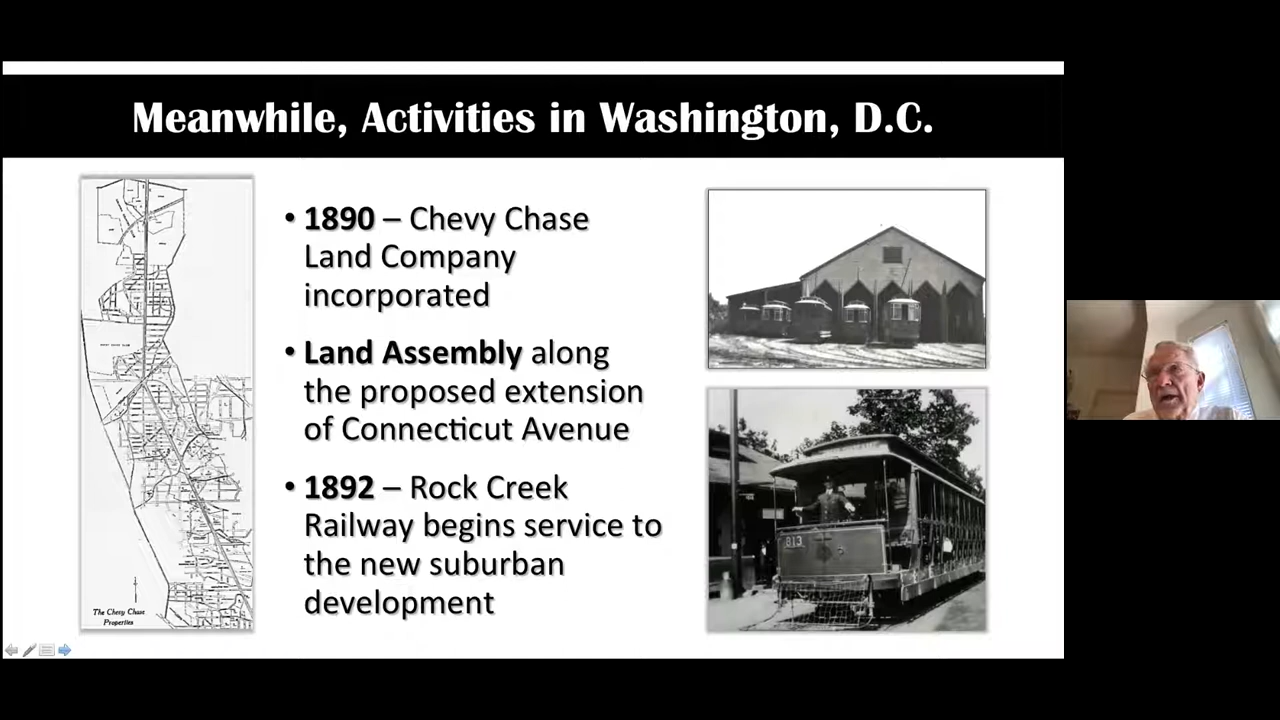 Meanwhile, Activities in Washington, D.C.
• 1890 – Chevy Chase
Land Company
incorporated
• Land Assembly along
the proposed extension
of Connecticut Avenue
• 1892 – Rock Creek
Railway begins service to
the new suburban
development
The Chevy Chase
Properties
813